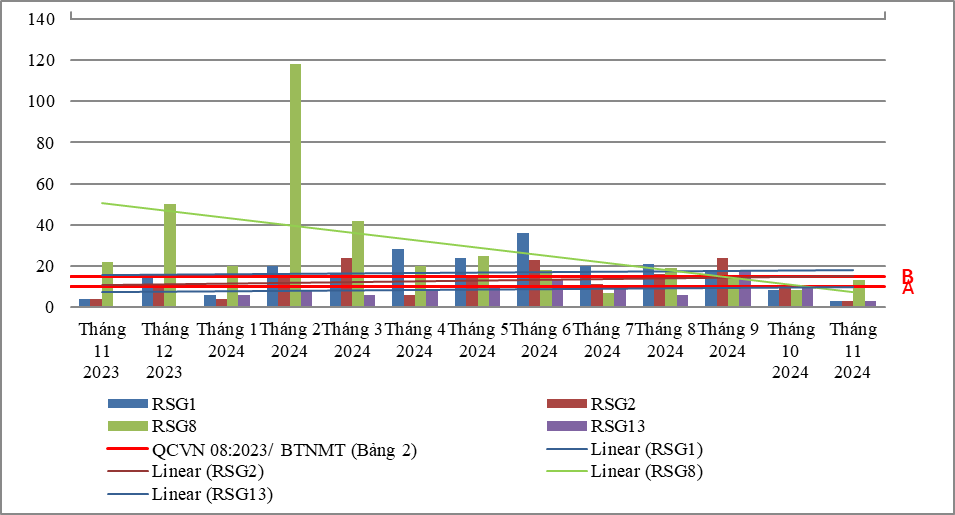 140
120
100
80
60
40
20
0
B
A
Tháng Tháng Tháng 1 Tháng 2 Tháng 3 Tháng 4 Tháng 5 Tháng 6 Tháng 7 Tháng 8 Tháng 9 Tháng Tháng
11 12 2024 2024 2024 2024 2024 2024 2024 2024 2024 10 11
2023 2023 2024 2024
RSG1 RSG2
RSG8 RSG13
QCVN 08:2023/ BTNMT (Bảng 2) Linear (RSG1)
Linear (RSG2) Linear (RSG8)
Linear (RSG13)